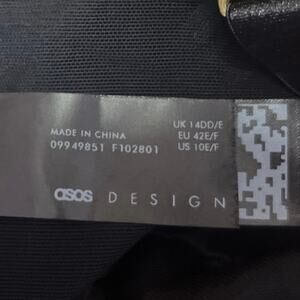 UK 14DD/E
EU 42E/F
US 10E/F
MADE IN CHINA
09949851 F102801
asos DESIGN